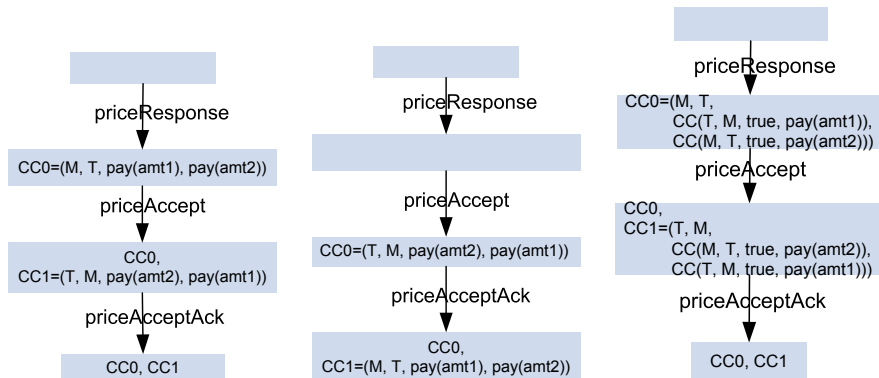 priceResponse
CC0=(M, T, pay(amt1), pay(amt2))
priceAccept
CC0,
CC1=(T, M, pay(amt2), pay(amt1))
priceAcceptAck
CC0, CC1
priceResponse
priceAccept
CC0=(T, M, pay(amt2), pay(amt1))
priceAcceptAck
CC0,
CC1=(M, T, pay(amt1), pay(amt2))
priceResponse
CC0=(M, T,
CC(T, M, true, pay(amt1)),
CC(M, T, true, pay(amt2)))
priceAccept
CC0,
CC1=(T, M,
CC(M, T, true, pay(amt2)),
CC(T, M, true, pay(amt1)))
priceAcceptAck
CC0, CC1